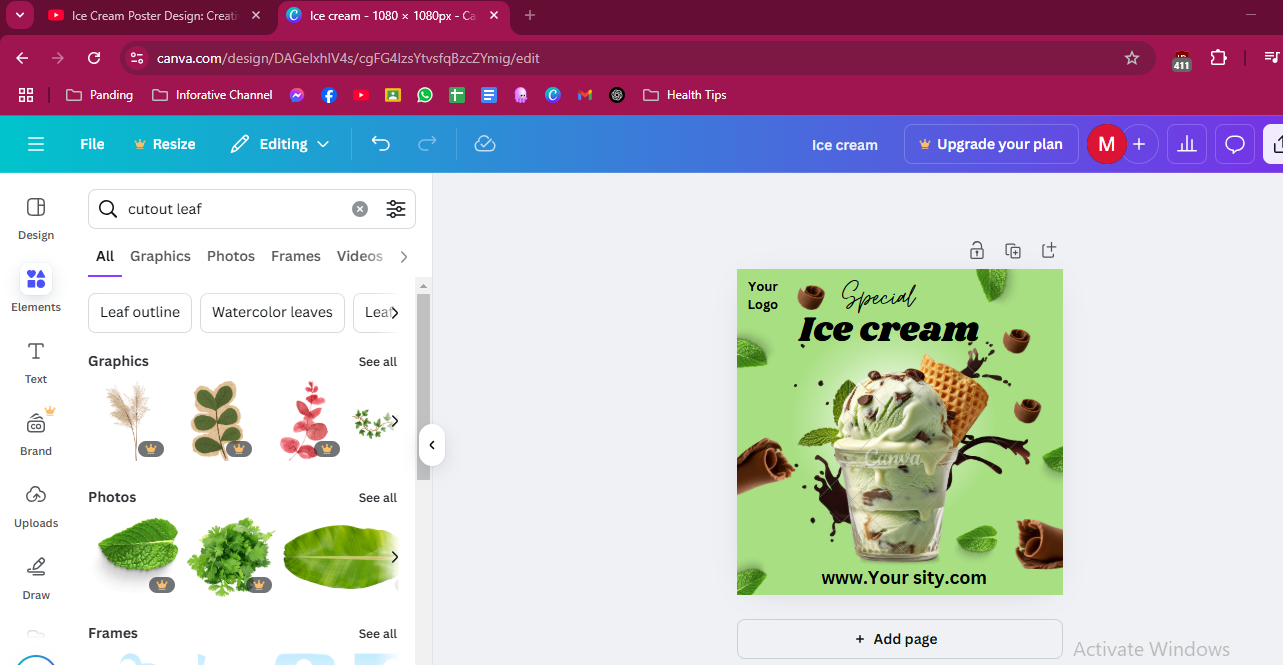 Ice Cream Poster Design: Creati
Ice cream - 1080 × 1080px - Ca
canva.com/design/DAGelxhIV4s/cgFG4IzsYtvsfqBzcZYmig/edit
411
Panding
Inforative Channel
Health Tips
File
Resize
Editing
Ice cream
Upgrade your plan
M
Design
Elements
Text
Brand
Uploads
Draw
cutout leaf
All Graphics Photos Frames Videos
Leaf outline
Watercolor leaves
Leaf
Graphics See all
Photos See all
Frames See all
Your
Logo
Special
Ice cream
Canva
www.Your sity.com
+ Add page
Activate Windows